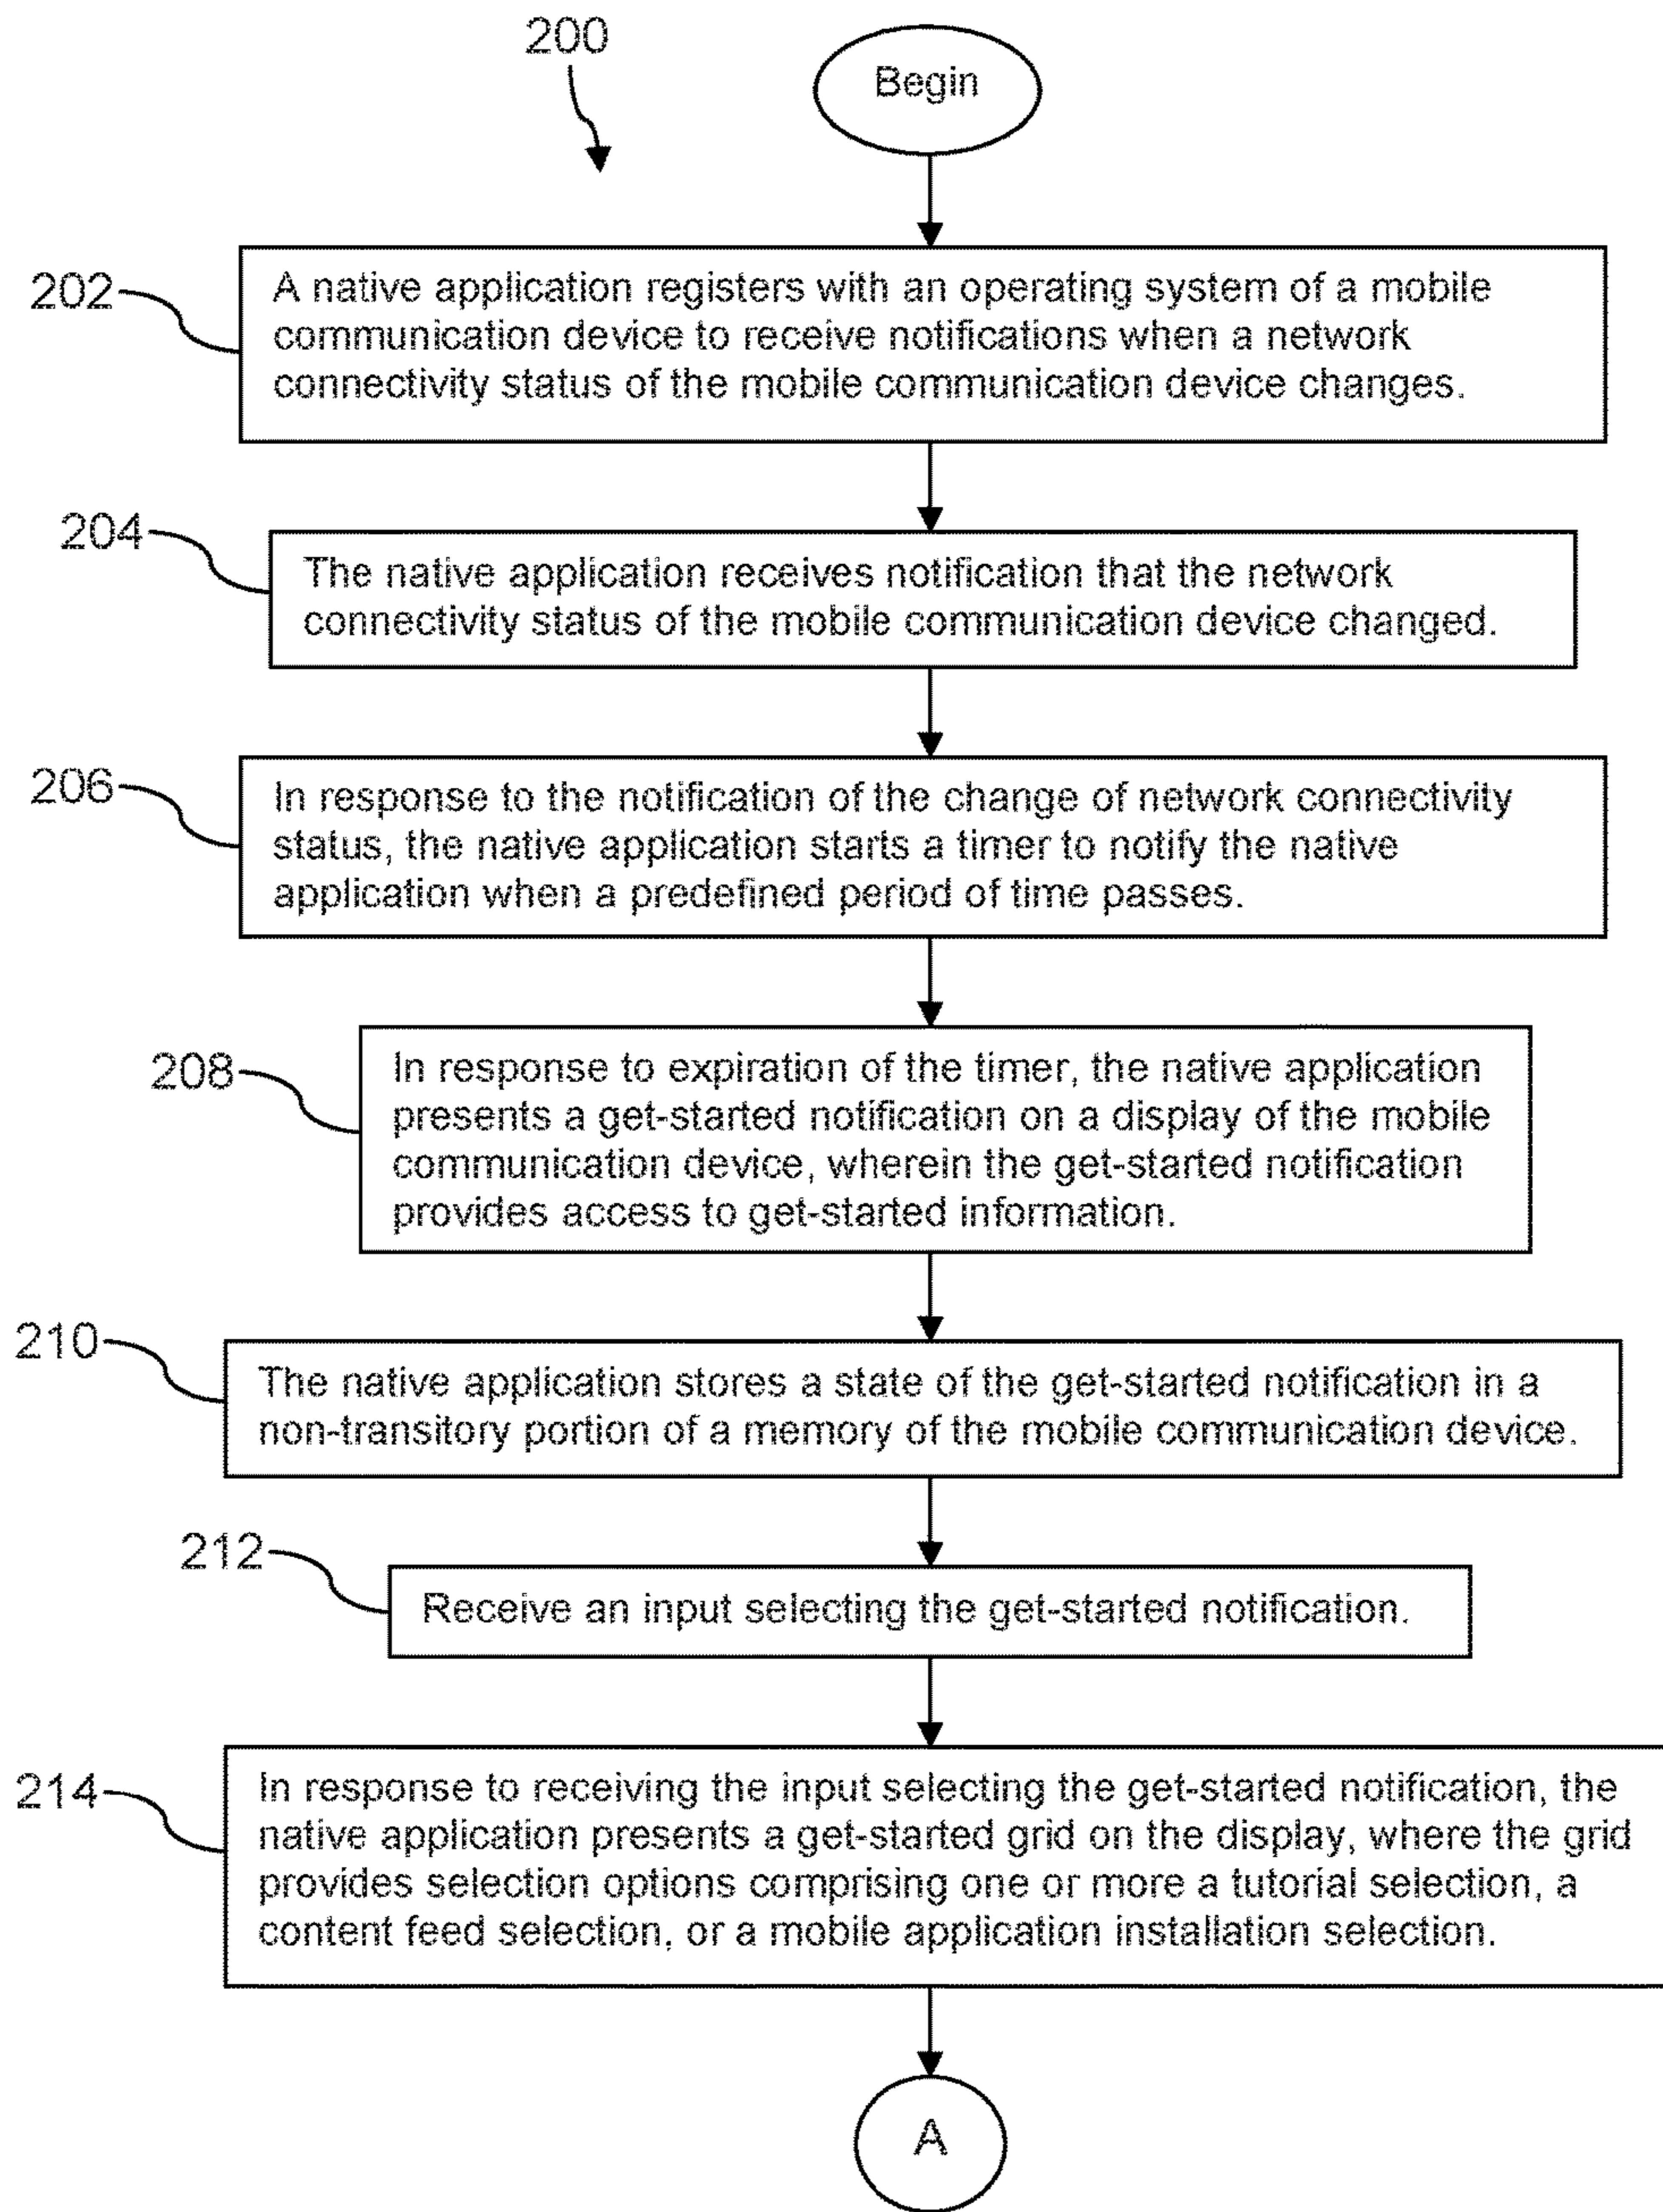 200
Begin
202
A native application registers with an operating system of a mobile
communication device to receive notifications when a network
connectivity status of the mobile communication device changes.
204
The native application receives notification that the network
connectivity status of the mobile communication device changed.
206
In response to the notification of the change of network connectivity
status, the native application starts a timer to notify the native
application when a predefined period of time passes.
208
In response to expiration of the timer, the native application
presents a get-started notification on a display of the mobile
communication device, wherein the get-started notification
provides access to get-started information.
210
The native application stores a state of the get-started notification in a
non-transitory portion of a memory of the mobile communication device.
212
Receive an input selecting the get-started notification.
214
In response to receiving the input selecting the get-started notification, the
native application presents a get-started grid on the display, where the grid
provides selection options comprising one or more a tutorial selection, a
content feed selection, or a mobile application installation selection.
A